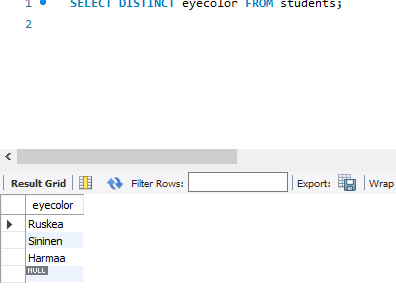 1 SELECT DISTINCT eyecolor FROM students;
2
Result Grid Filter Rows: Export: Wrap
eyecolor
Ruskea
Sininen
Harmaa
NULL